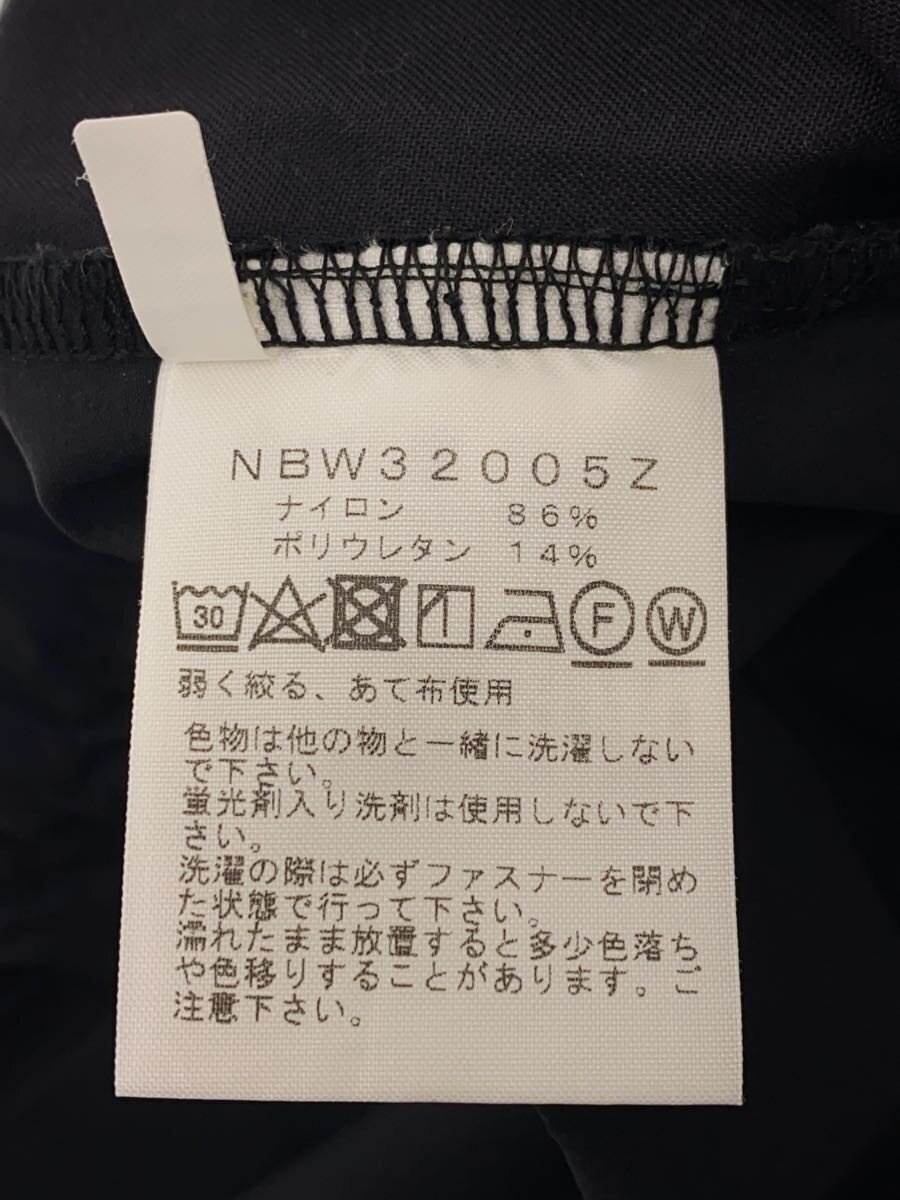 NBW32005Z
ナイロン 86%
ポリウレタン 14%
30 F W
弱く絞る、あて布使用
色物は他の物と一緒に洗濯しない
で下さい。
蛍光剤入り洗剤は使用しないで下
さい。
洗濯の際は必ずファスナーを閉め
た状態で行って下さい。
濡れたまま放置すると多少色落ち
や色移りすることがあります。ご
注意下さい。